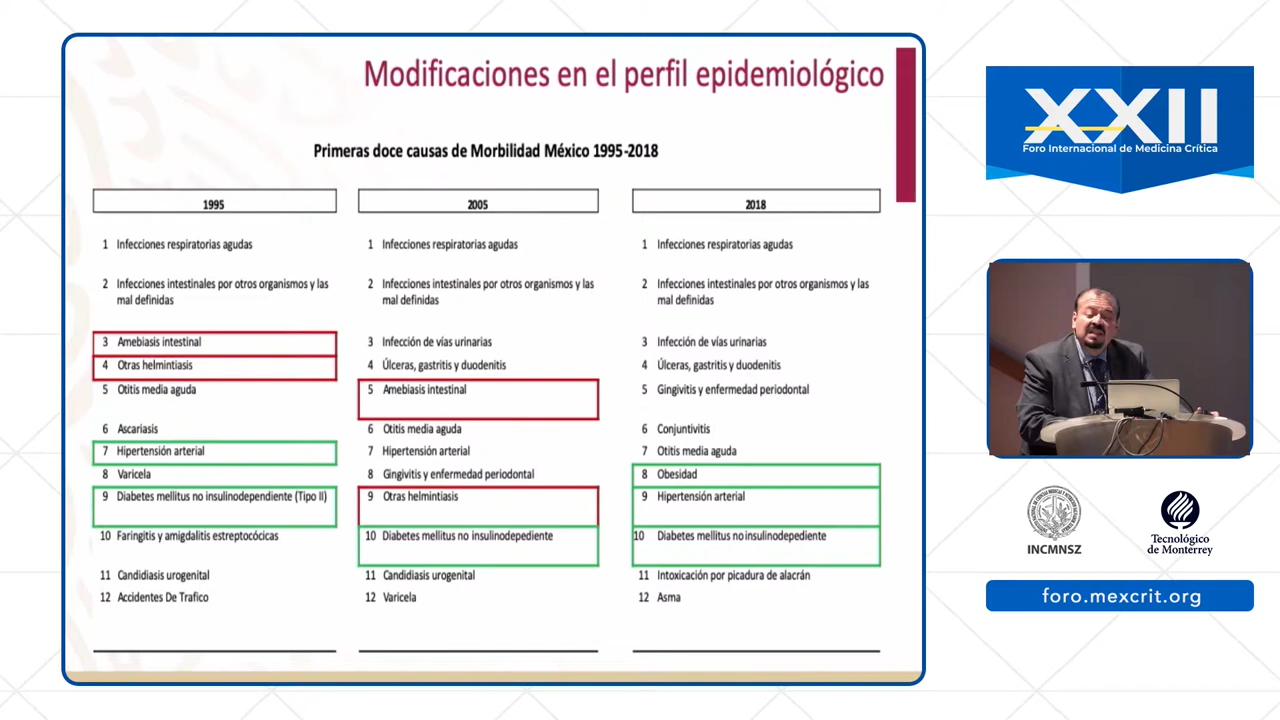 Modificaciones en el perfil epidemiológico
Primeras doce causas de Morbilidad México 1995-2018
1995
1 Infecciones respiratorias agudas
2 Infecciones intestinales por otros organismos y las
mal definidas
3 Amebiasis intestinal
4 Otras helmintiasis
5 Otitis media aguda
6 Ascariasis
7 Hipertensión arterial
8 Varicela
9 Diabetes mellitus no insulinodependiente (Tipo II)
10 Faringitis y amigdalitis estreptocócicas
11 Candidiasis urogenital
12 Accidentes De Trafico
2005
1 Infecciones respiratorias agudas
2 Infecciones intestinales por otros organismos y las
mal definidas
3 Infección de vías urinarias
4 Úlceras, gastritis y duodenitis
5 Amebiasis intestinal
6 Otitis media aguda
7 Hipertensión arterial
8 Gingivitis y enfermedad periodontal
9 Otras helmintiasis
10 Diabetes mellitus no insulinodepediente
11 Candidiasis urogenital
12 Varicela
2018
1 Infecciones respiratorias agudas
2 Infecciones intestinales por otros organismos y las
mal definidas
3 Infección de vías urinarias
4 Úlceras, gastritis y duodenitis
5 Gingivitis y enfermedad periodontal
6 Conjuntivitis
7 Otitis media aguda
8 Obesidad
9 Hipertensión arterial
10 Diabetes mellitus no insulinodepediente
11 Intoxicación por picadura de alacrán
12 Asma
XXII
Foro Internacional de Medicina Crítica
INCMNSZ
Tecnológico
de Monterrey
foro.mexcrit.org